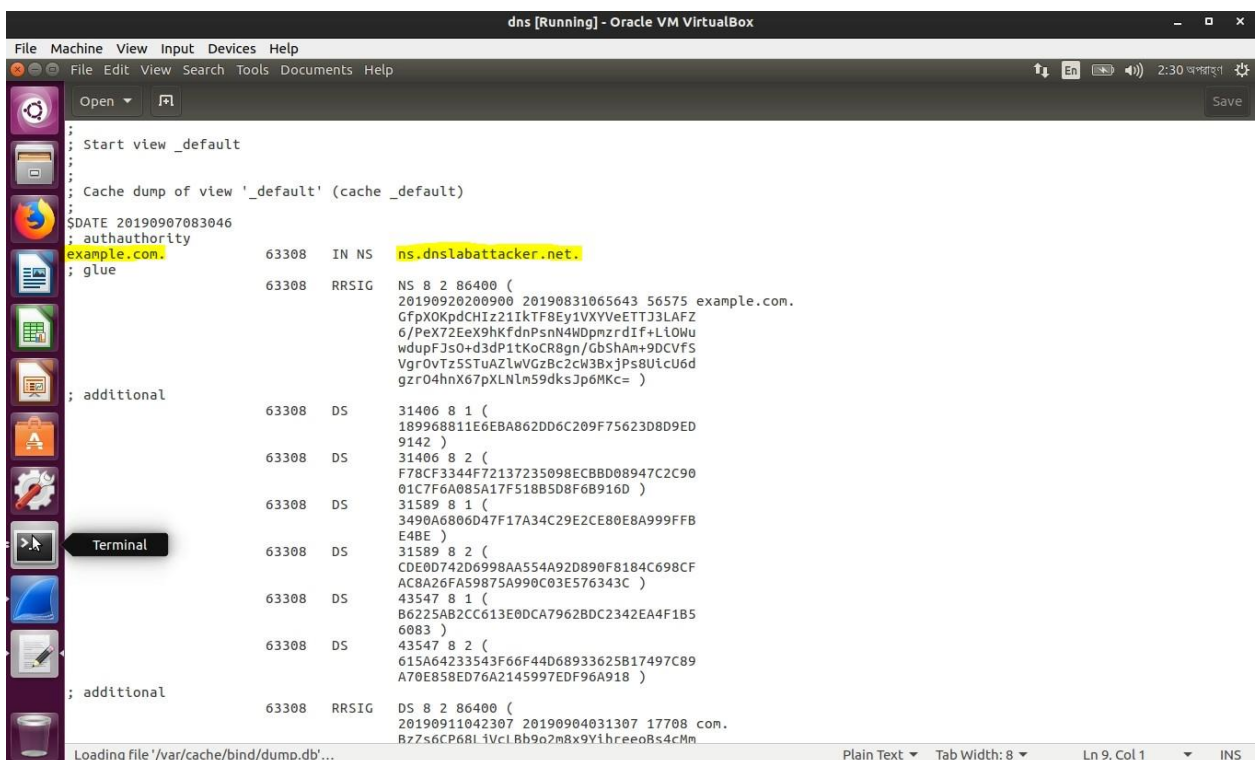 dns [Running] - Oracle VM VirtualBox
File Machine View Input Devices Help
File Edit View Search Tools Documents Help En 2:30 অপরাহ্ণ
Open Save
;
; Start view _default
;
;
; Cache dump of view '_default' (cache _default)
;
$DATE 20190907083046
; authauthority
example.com. 63308 IN NS ns.dnslabattacker.net.
; glue
63308 RRSIG NS 8 2 86400 (
20190920200900 20190831065643 56575 example.com.
GfpXOKpdCHIz21IkTF8Ey1VXYVeETTJ3LAFZ
6/PeX72EeX9hKfdnPsnN4WDpmzrdIf+LiOWu
wdupFJsO+d3dP1tKoCR8gn/GbShAm+9DCVfS
VgrOvTz5STuAZlwVGzBc2cW3BxjPs8UicU6d
gzrO4hnX67pXLNlm59dksJp6MKc= )
; additional
63308 DS 31406 8 1 (
189968811E6EBA862DD6C209F75623D8D9ED
9142 )
63308 DS 31406 8 2 (
F78CF3344F72137235098ECBBD08947C2C90
01C7F6A085A17F518B5D8F6B916D )
63308 DS 31589 8 1 (
3490A6806D47F17A34C29E2CE80E8A999FFB
E4BE )
63308 DS 31589 8 2 (
CDE0D742D6998AA554A92D890F8184C698CF
AC8A26FA59875A990C03E576343C )
63308 DS 43547 8 1 (
B6225AB2CC613E0DCA7962BDC2342EA4F1B5
6083 )
63308 DS 43547 8 2 (
615A64233543F66F44D68933625B17497C89
A70E858ED76A2145997EDF96A918 )
; additional
63308 RRSIG DS 8 2 86400 (
20190911042307 20190904031307 17708 com.
BzZs6CP68LjVcLBb9o2m8x9YihreeoBs4cMm
Terminal
Loading file '/var/cache/bind/dump.db'… Plain Text Tab Width: 8 Ln 9, Col 1 INS